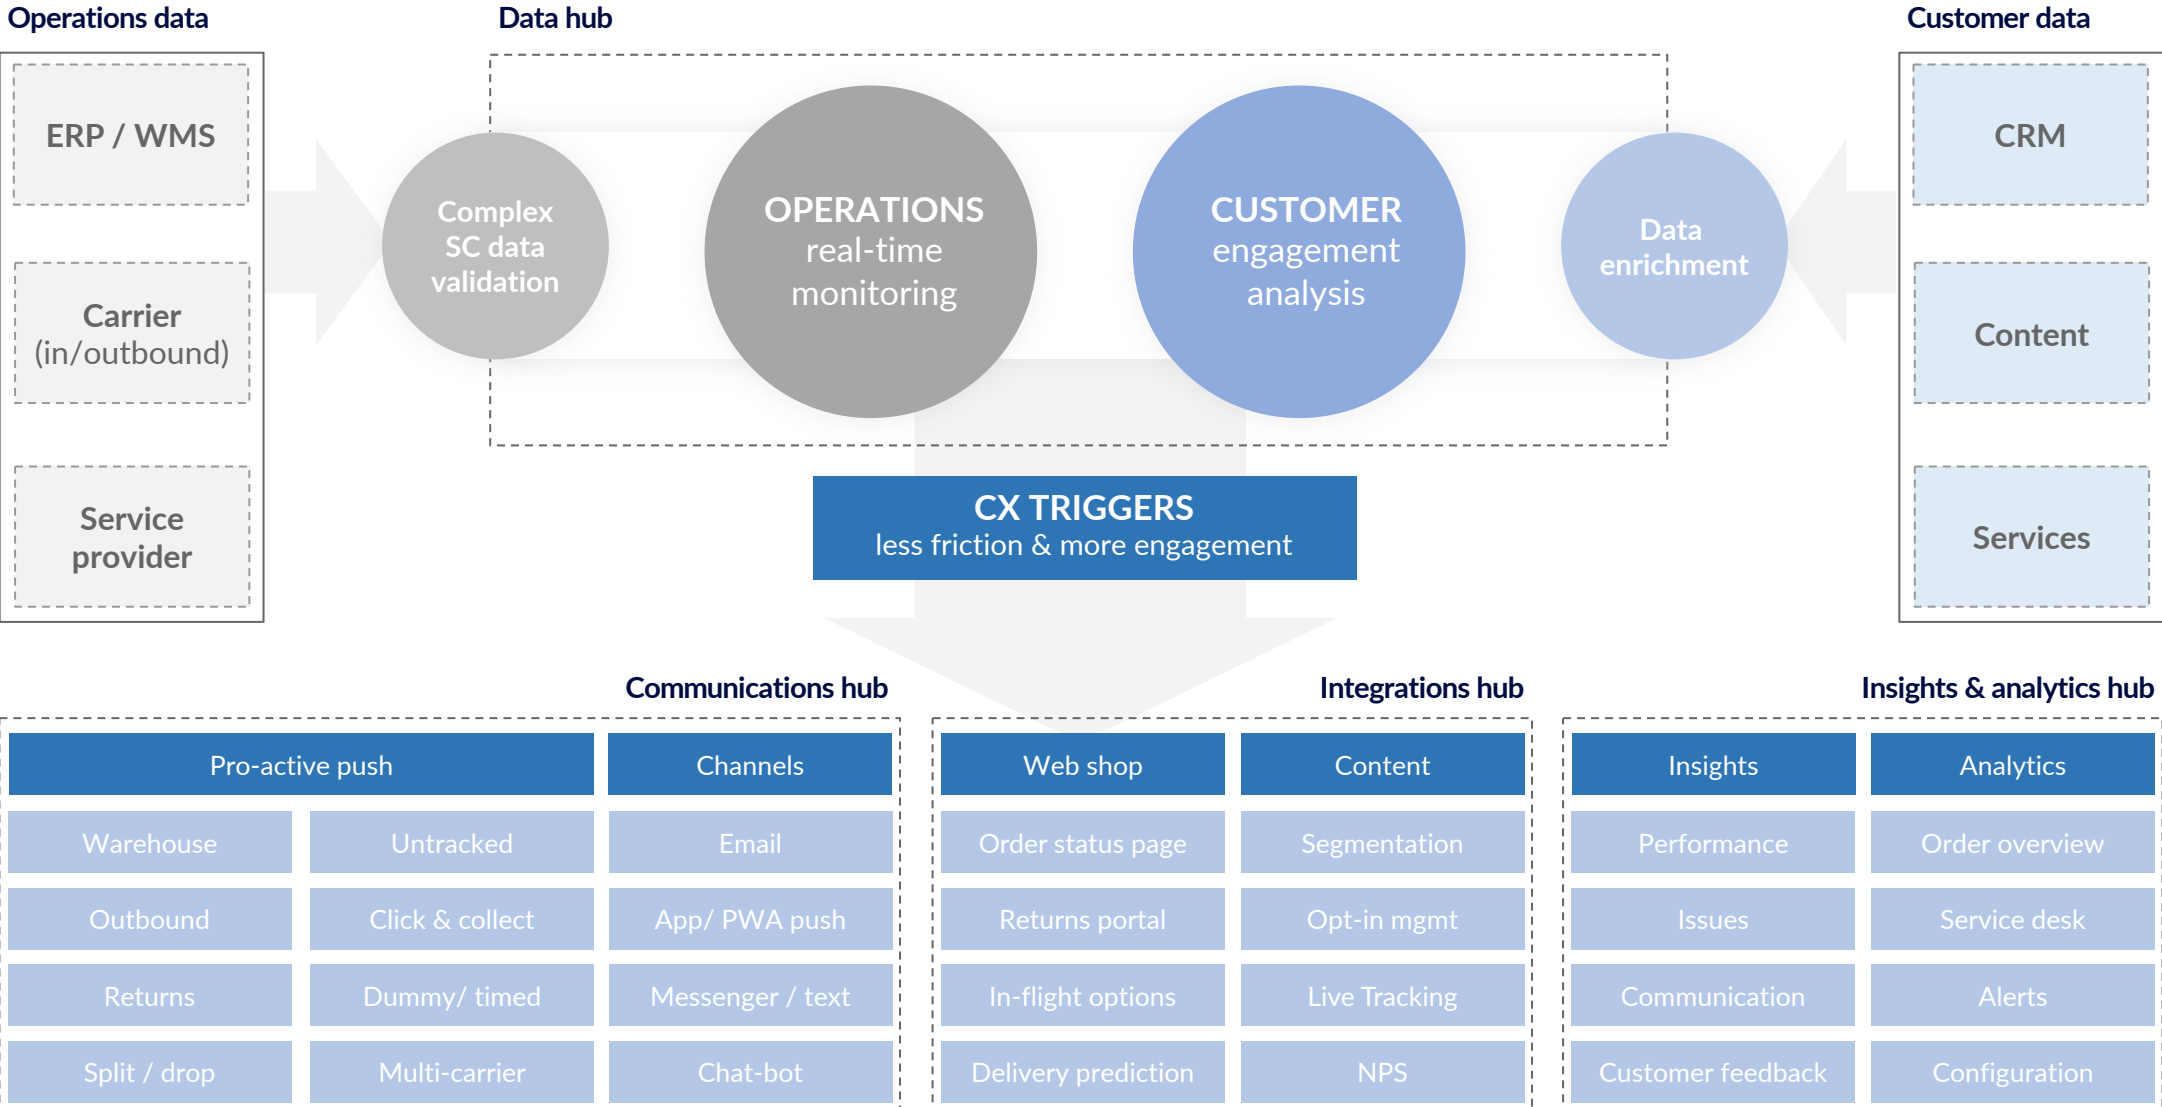 Operations data
Data hub
Customer data
ERP / WMS
Carrier
(in/outbound)
Service
provider
Complex
SC data
validation
OPERATIONS
real-time
monitoring
CUSTOMER
engagement
analysis
Data
enrichment
CRM
Content
Services
CX TRIGGERS
less friction & more engagement
Communications hub
Pro-active push
Channels
Warehouse
Untracked
Email
Outbound
Click & collect
App/ PWA push
Returns
Dummy/ timed
Messenger / text
Split / drop
Multi-carrier
Chat-bot
Integrations hub
Web shop
Content
Order status page
Segmentation
Returns portal
Opt-in mgmt
In-flight options
Live Tracking
Delivery prediction
NPS
Insights & analytics hub
Insights
Analytics
Performance
Order overview
Issues
Service desk
Communication
Alerts
Customer feedback
Configuration